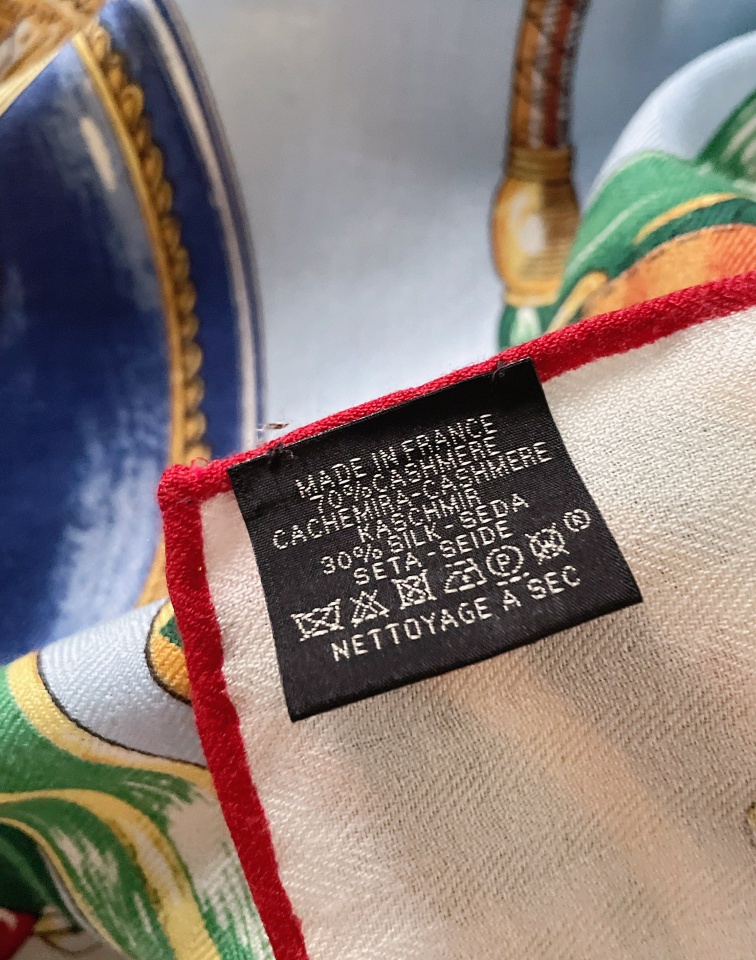 MADE IN FRANCE
70% CASHMERE
CACHEMIRA-CASHMERE
KASCHMIR
30% SILK-SEDA
SETA-SEIDE
P
NETTOYAGE A SEC